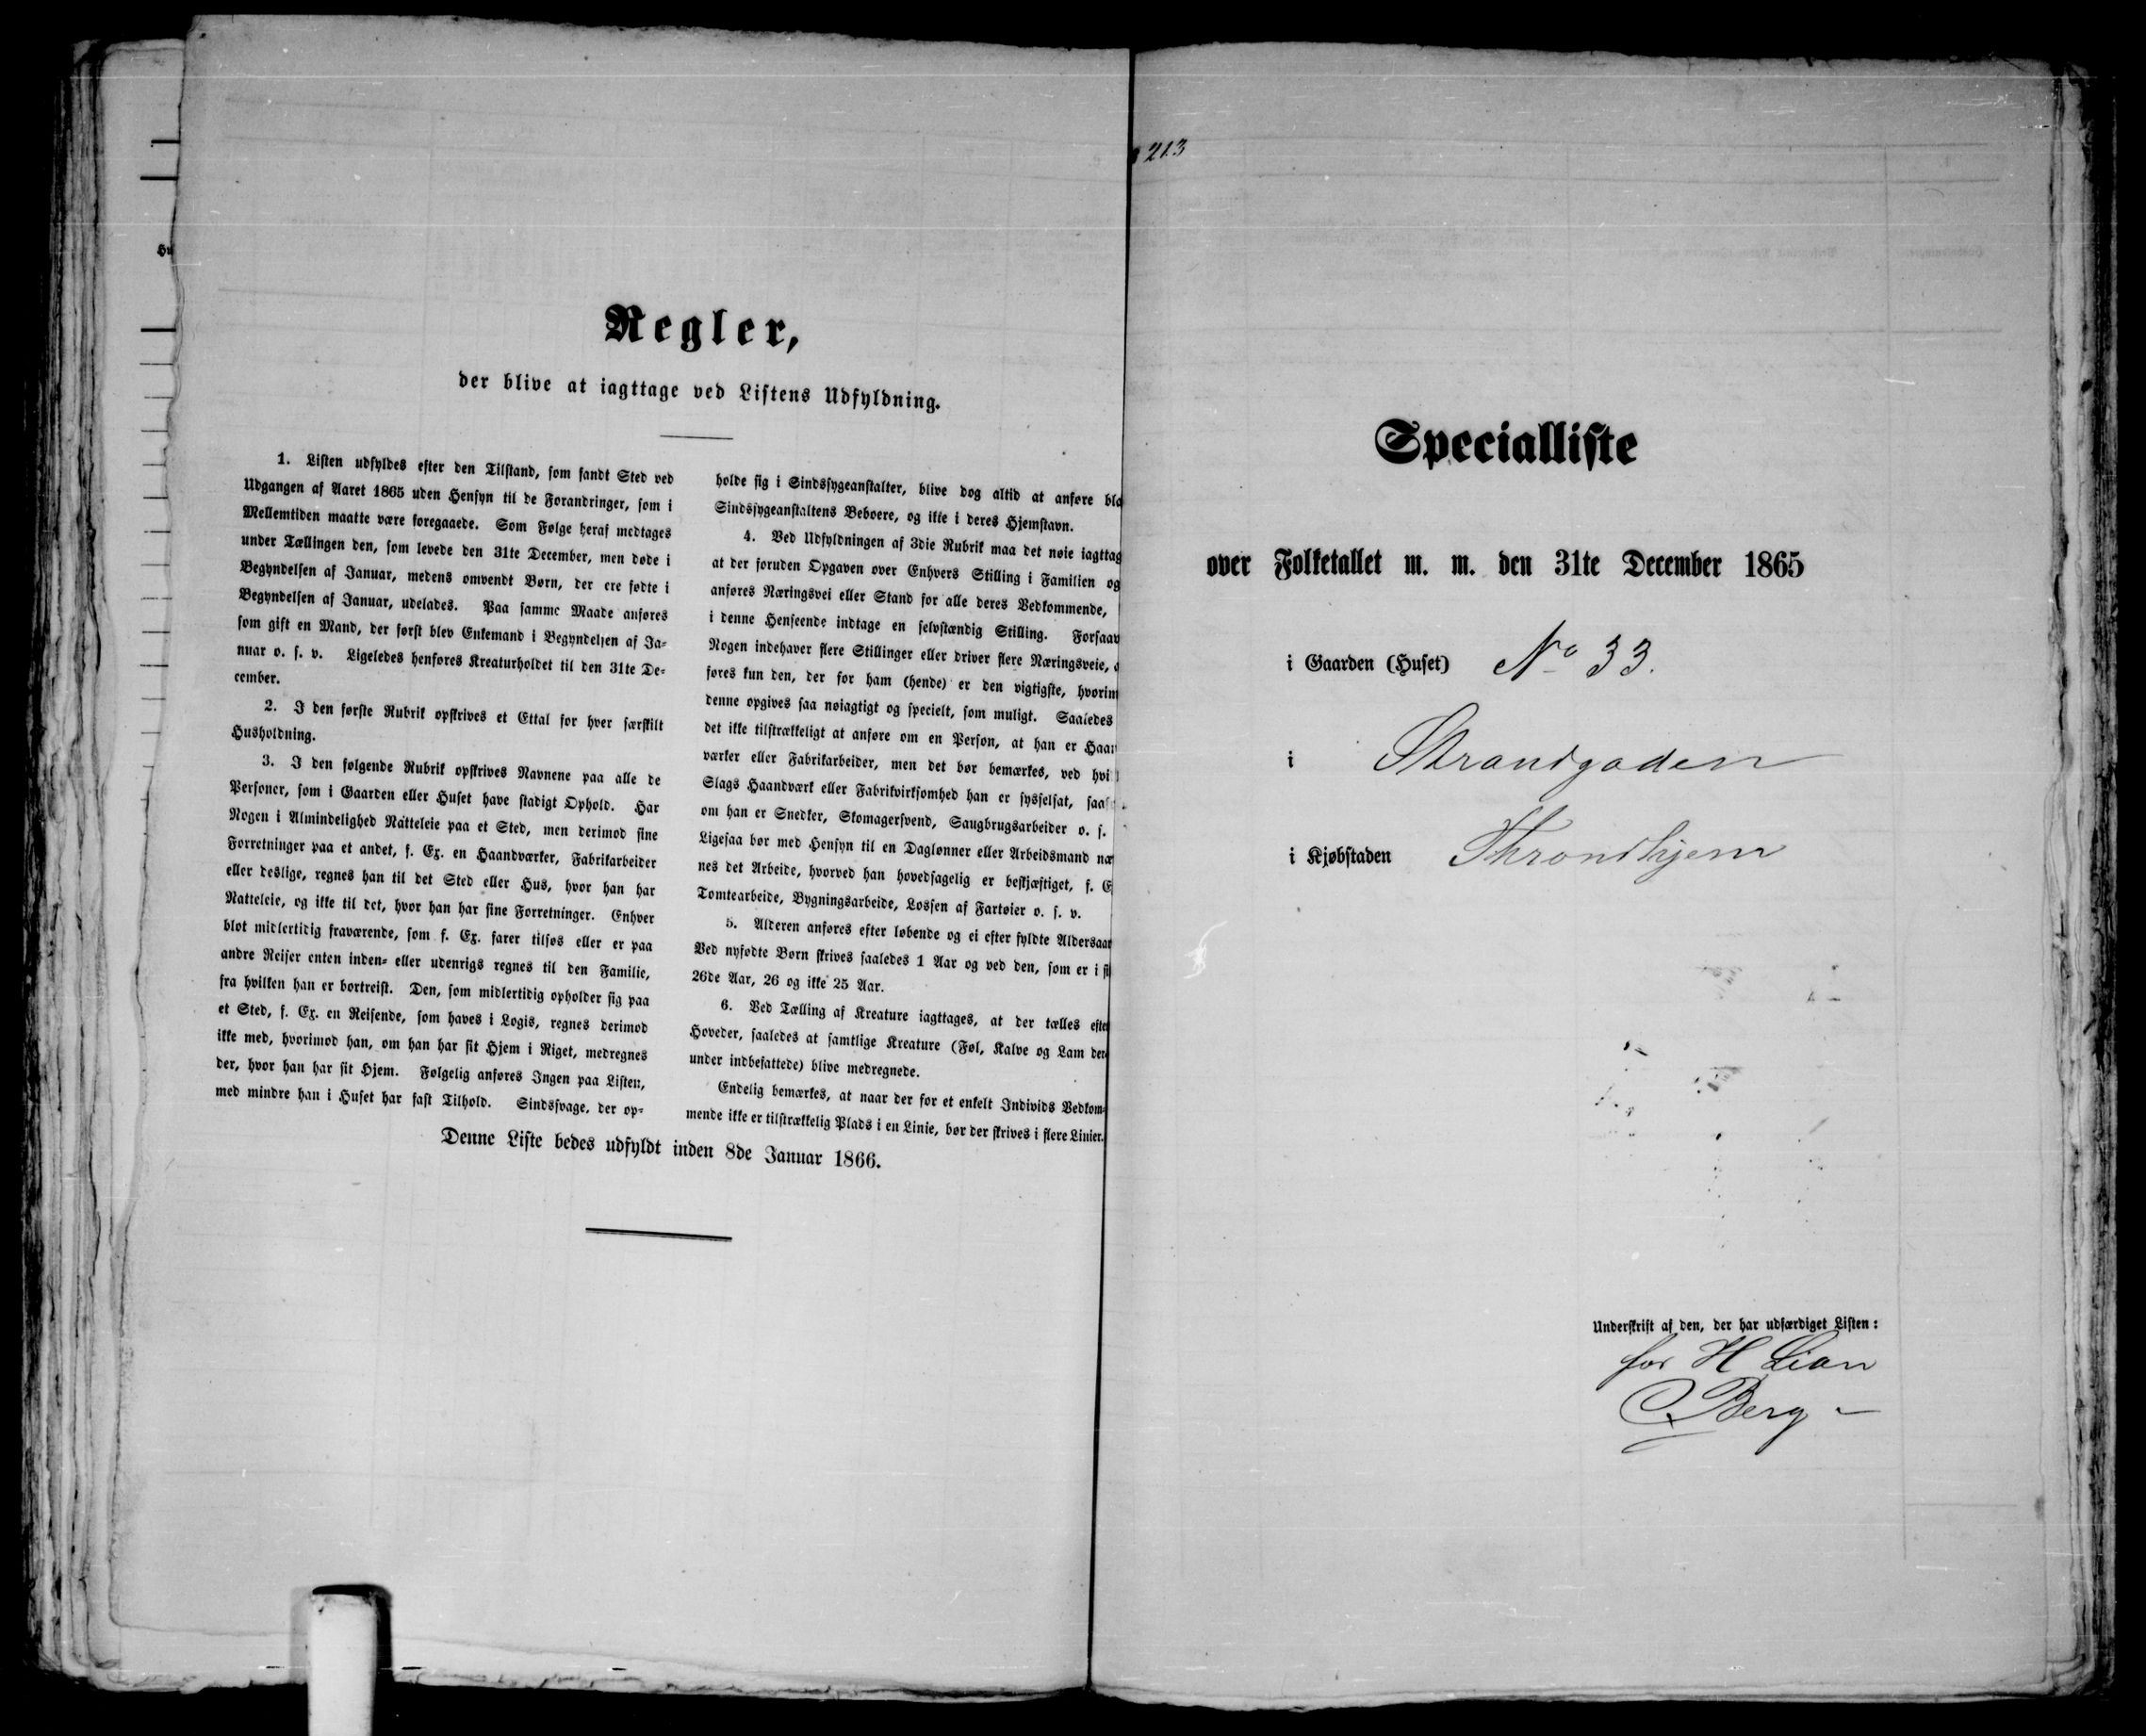 Hu
Regler,
der blive at iagttage ved Listens Udfyldning.
1. Listen udfyldes efter den Tilstand, som fandt Sted ved
Udgangen af Aaret 1865 uden Hensyn til de Forandringer, som i
Mellemtiden maatte være foregaaede. Som Følge heraf medtages
under Tællingen den, som levede den 31te December, men døde i
Begyndelsen af Januar, medens omvendt Børn, der ere fødte i
Begyndelsen af Januar, udelades. Paa samme Maade anføres
som gift en Mand, der først blev Enkemand i Begyndelsen af Ja-
nuar o. s. v. Ligeledes henføres Kreaturholdet til den 31te De-
cember.
2. I den første Rubrik opskrives et Ettal for hver særskilt
Husholdning.
3. I den følgende Rubrik opskrives Navnene paa alle de
Personer, som i Gaarden eller Huset have stadigt Ophold. Har
Nogen i Almindelighed Natteleie paa et Sted, men derimod sine
Forretninger paa et andet, f. Ex. en Haandværker, Fabrikarbeider
eller deslige, regnes han til det Sted eller Hus, hvor han har
Natteleie, og ikke til det, hvor han har sine Forretninger. Enhver
blot midlertidig fraværende, som f. Ex. farer tilsøs eller er paa
andre Reiser enten inden- eller udenrigs regnes til den Familie,
fra hvilken han er bortreist. Den, som midlertidig opholder sig paa
et Sted, f. Ex. en Reisende, som haves i Logis, regnes derimod
ikke med, hvorimod han, om han har sit Hjem i Riget, medregnes
der, hvor han har sit Hjem. Følgelig anføres Ingen paa Listen,
med mindre han i Huset har fast Tilhold. Sindssvage, der op-
holde sig i Sindssygeanstalter, blive dog altid at anføre bla
Sindssygeanstaltens Beboere, og ikke i deres Hjemstavn.
4. Ved Udfyldningen af 3die Rubrik maa det nøie iagttag
at der foruden Opgaven over Enhvers Stilling i Familien og
anføres Næringsvei eller Stand for alle deres Vedkommende,
i denne Henseende indtage en selvstændig Stilling. Forsaav
Nogen indehaver flere Stillinger eller driver flere Næringsveie, a
føres kun den, der for ham (hende) er den vigtigste, hvorim
denne opgives saa nøiagtigt og specielt, som muligt. Saaledes
det ikke tilstrækkeligt at anføre om en Person, at han er Haan
værker eller Fabrikarbeider, men det bør bemærkes, ved hvi
Slags Haandværk eller Fabrikvirksomhed han er sysselsat, saas
om han er Snedker, Skomagersvend, Saugbrugsarbeider o. s.
Ligesaa bør med Hensyn til en Daglønner eller Arbeidsmand næ
nes det Arbeide, hvorved han hovedsagelig er beskjæftiget, f. E
Tomtearbeide, Bygningsarbeide, Lossen af Fartøier o. s. v.
5. Alderen anføres efter løbende og ei efter fyldte Aldersaar
Ved nyfødte Børn skrives saaledes 1 Aar og ved den, som er i si
26de Aar, 26 og ikke 25 Aar.
6. Ved Tælling af Kreature iagttages, at der tælles efter
Hoveder, saaledes at samtlige Kreature (Føl, Kalve og Lam der
under indbefattede) blive medregnede.
Endelig bemærkes, at naar der for et enkelt Individs Vedkom-
mende ikke er tilstrækkelig Plads i en Linie, bør der skrives i flere Linier.
Denne Liste bedes udfyldt inden 8de Januar 1866.
213
Specialliste
over Folketallet m. m. den 31te December 1865
i Gaarden (Huset) No 33.
i Strandgaden
i Kjøbstaden Throndhjem
Underskrift af den, der har udfærdiget Listen:
for H Lian
C. Berg